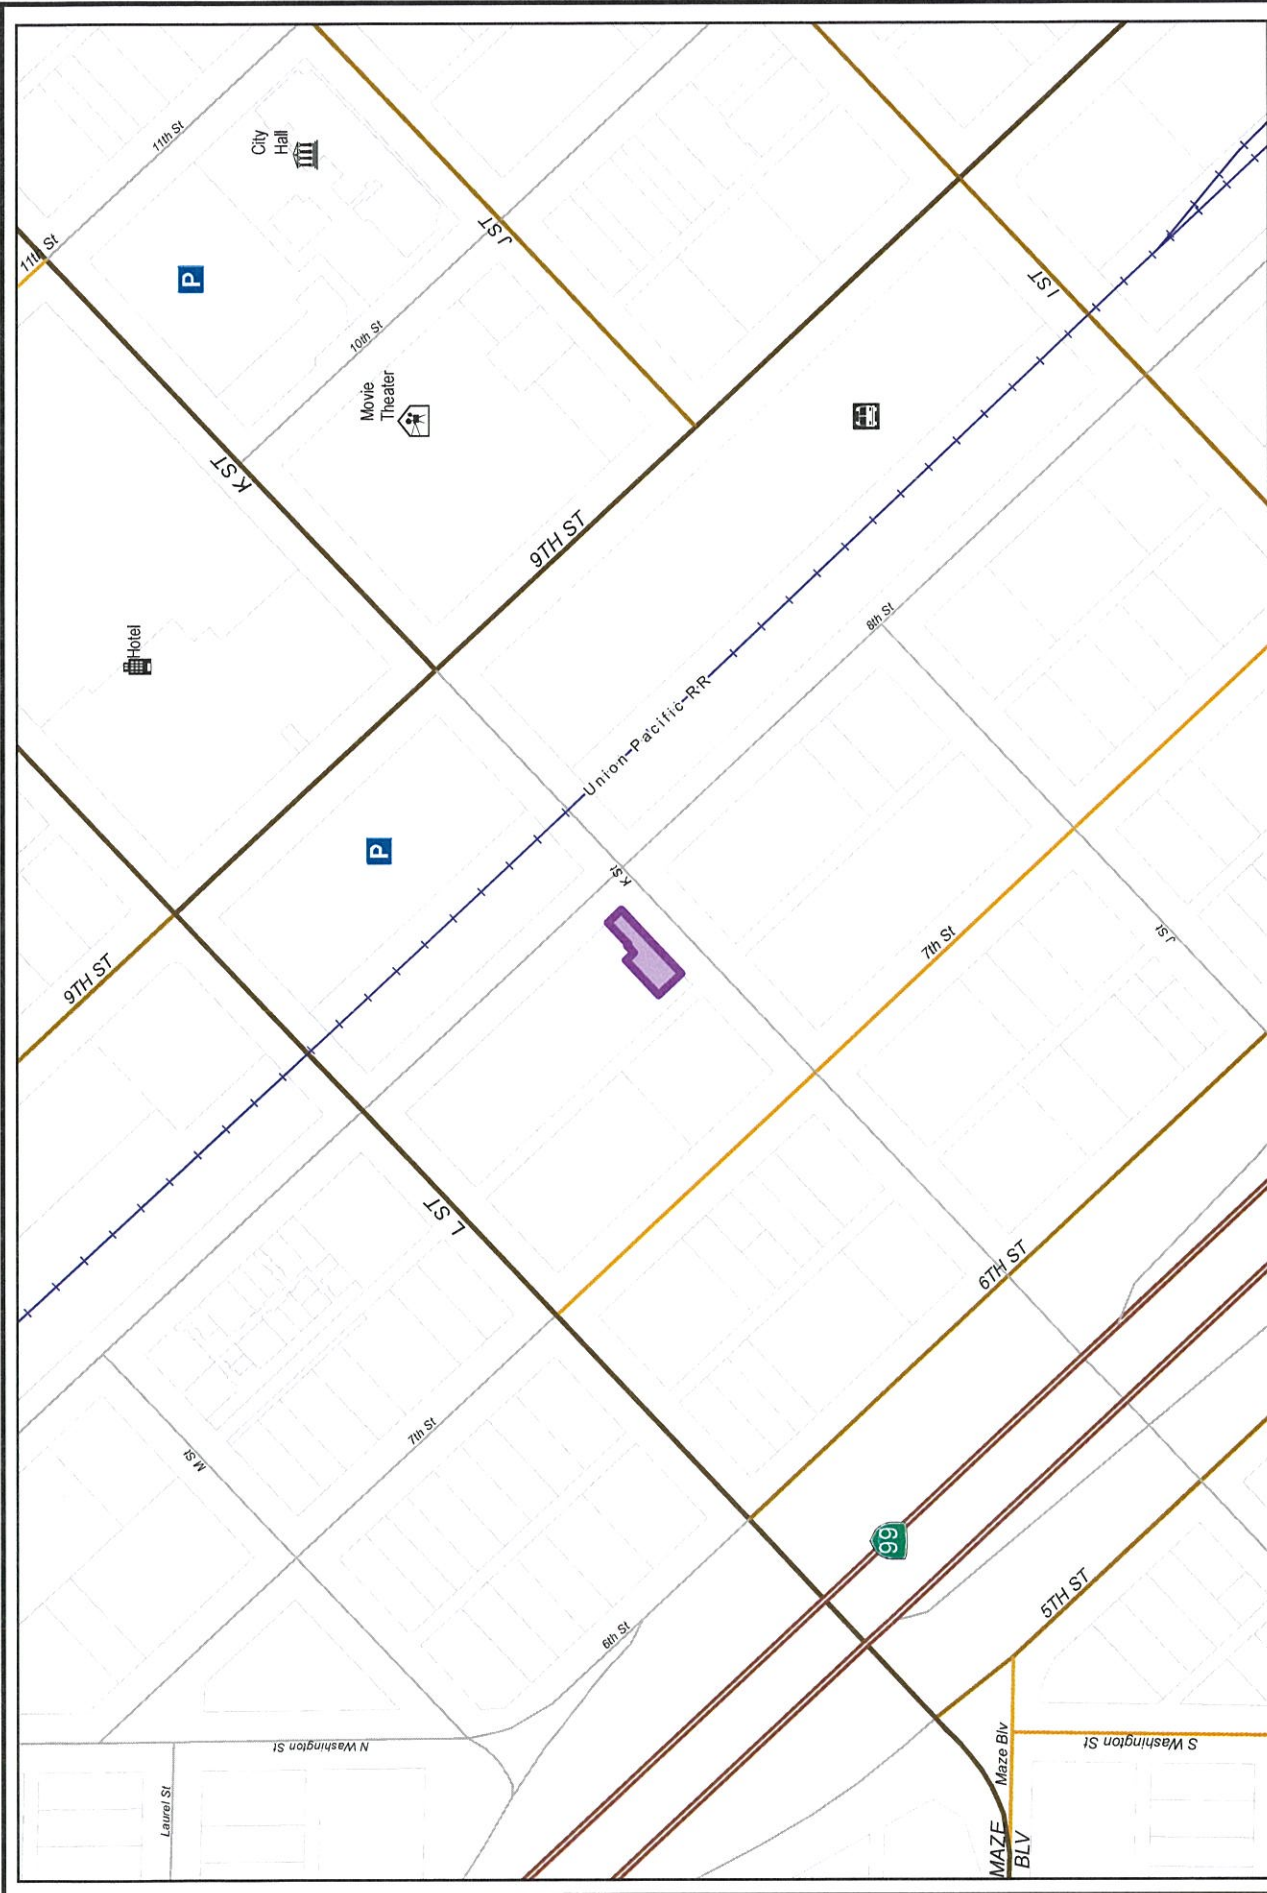 11th St
City
Hall
11th St
P
J ST
10th St
Movie
Theater
K ST
I ST
9TH ST
Hotel
8th St
Union Pacific RR
P
K St
9TH ST
7th St
J St
L ST
6TH ST
M St
7th St
99
5TH ST
6th St
N Washington St
S Washington St
Maze Blv
Laurel St
MAZE
BLV